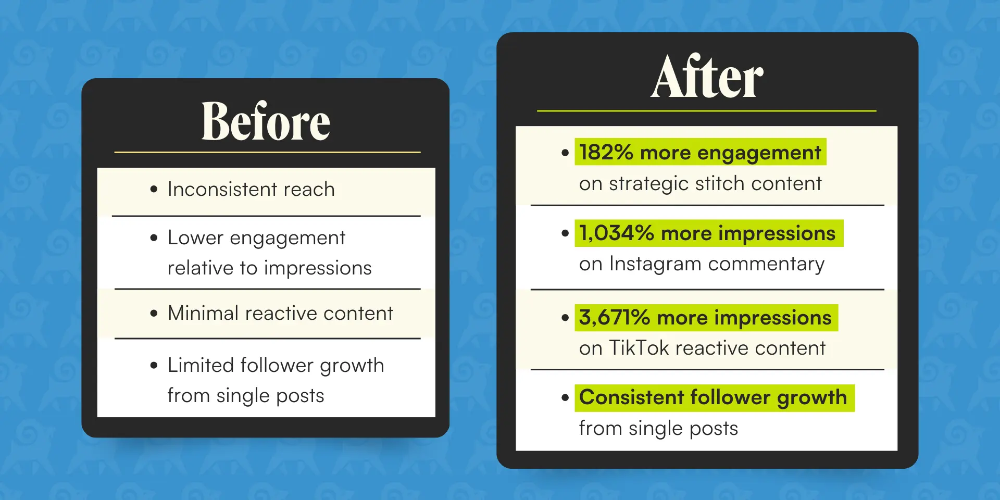 Before
• Inconsistent reach
• Lower engagement
relative to impressions
• Minimal reactive content
• Limited follower growth
from single posts
After
• 182% more engagement
on strategic stitch content
• 1,034% more impressions
on Instagram commentary
• 3,671% more impressions
on TikTok reactive content
• Consistent follower growth
from single posts